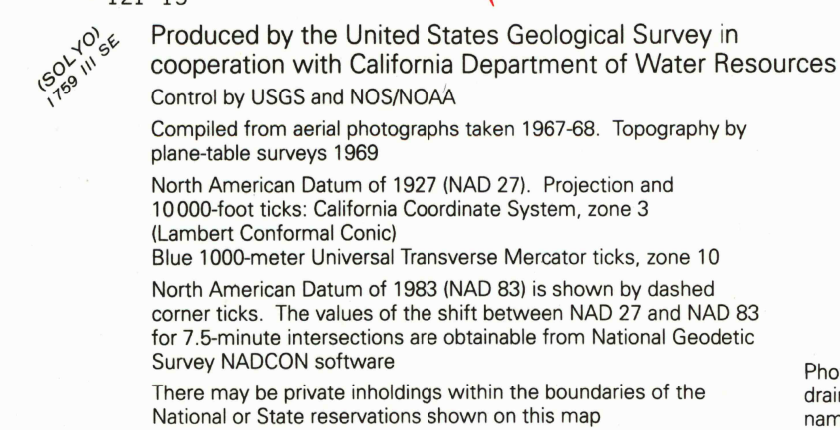 (SOLYO)
1759 III SE
Produced by the United States Geological Survey in
cooperation with California Department of Water Resources
Control by USGS and NOS/NOAA
Compiled from aerial photographs taken 1967-68. Topography by
plane-table surveys 1969
North American Datum of 1927 (NAD 27). Projection and
10 000-foot ticks: California Coordinate System, zone 3
(Lambert Conformal Conic)
Blue 1000-meter Universal Transverse Mercator ticks, zone 10
North American Datum of 1983 (NAD 83) is shown by dashed
corner ticks. The values of the shift between NAD 27 and NAD 83
for 7.5-minute intersections are obtainable from National Geodetic
Survey NADCON software
There may be private inholdings within the boundaries of the
National or State reservations shown on this map
Pho
drain
nam